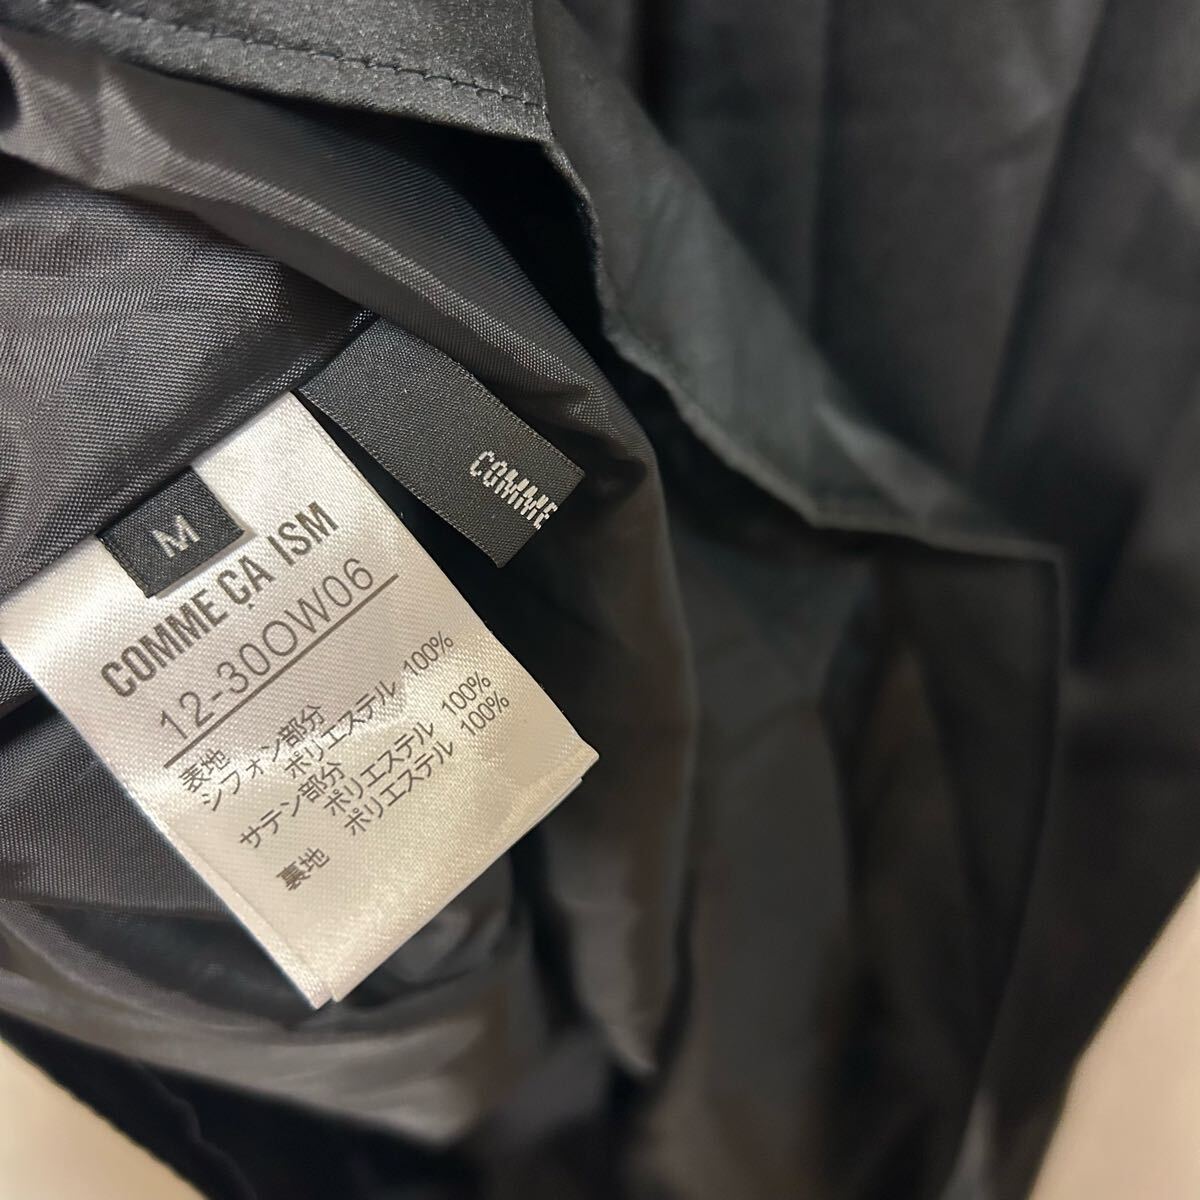 COMME
M
COMME ÇA ISM
12-30OW06
表地
シフォン部分
ポリエステル 100%
サテン部分
ポリエステル 100%
裏地 ポリエステル 100%